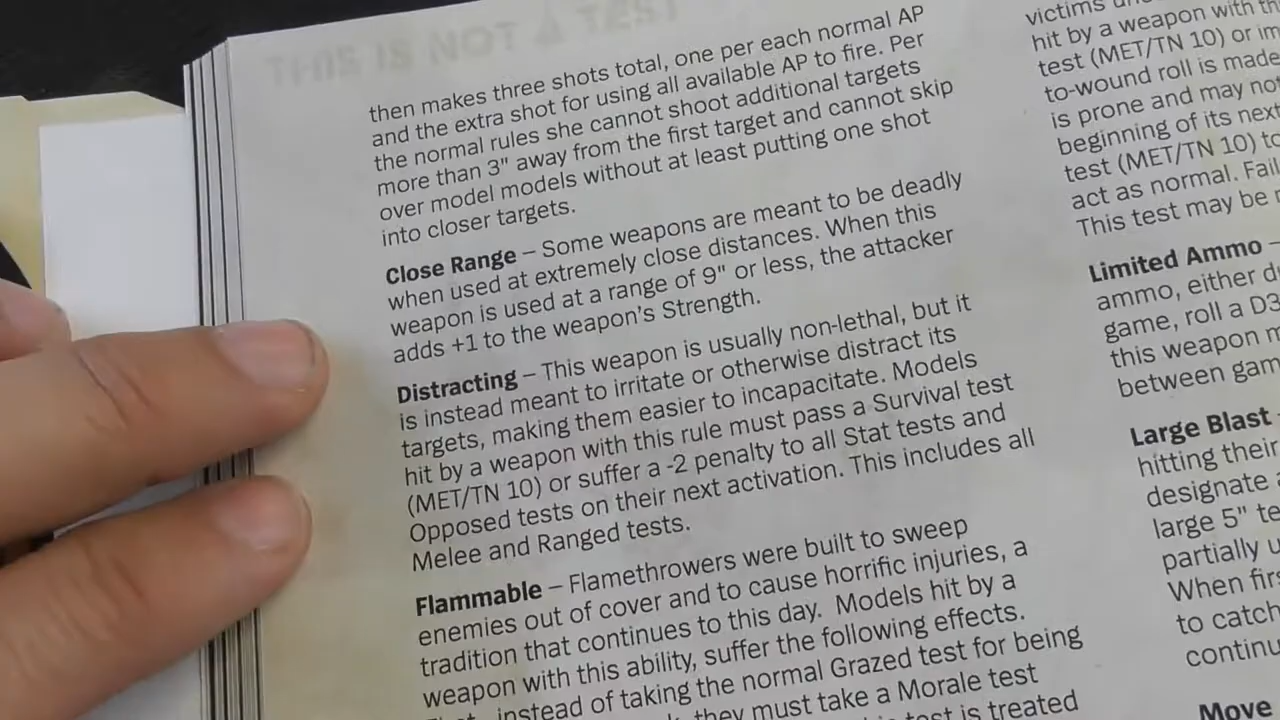 THIS IS NOT A TEST
then makes three shots total, one per each normal AP
and the extra shot for using all available AP to fire. Per
the normal rules she cannot shoot additional targets
more than 3" away from the first target and cannot skip
over model models without at least putting one shot
into closer targets.
Close Range – Some weapons are meant to be deadly
when used at extremely close distances. When this
weapon is used at a range of 9" or less, the attacker
adds +1 to the weapon's Strength.
Distracting – This weapon is usually non-lethal, but it
is instead meant to irritate or otherwise distract its
targets, making them easier to incapacitate. Models
hit by a weapon with this rule must pass a Survival test
(MET/TN 10) or suffer a -2 penalty to all Stat tests and
Opposed tests on their next activation. This includes all
Melee and Ranged tests.
Flammable – Flamethrowers were built to sweep
enemies out of cover and to cause horrific injuries, a
tradition that continues to this day. Models hit by a
weapon with this ability, suffer the following effects.
instead of taking the normal Grazed test for being
they must take a Morale test
test is treated
victims
hit by a weapon with
test (MET/TN 10) or
to-wound roll is made
is prone and may
beginning of its next
test (MET/TN 10) to
act as normal. Fail
This test may be
Limited Ammo –
ammo, either
game, roll a D3
this weapon
between
Large Blast
hitting their
designate
large 5"
partially
When
to catch
Move